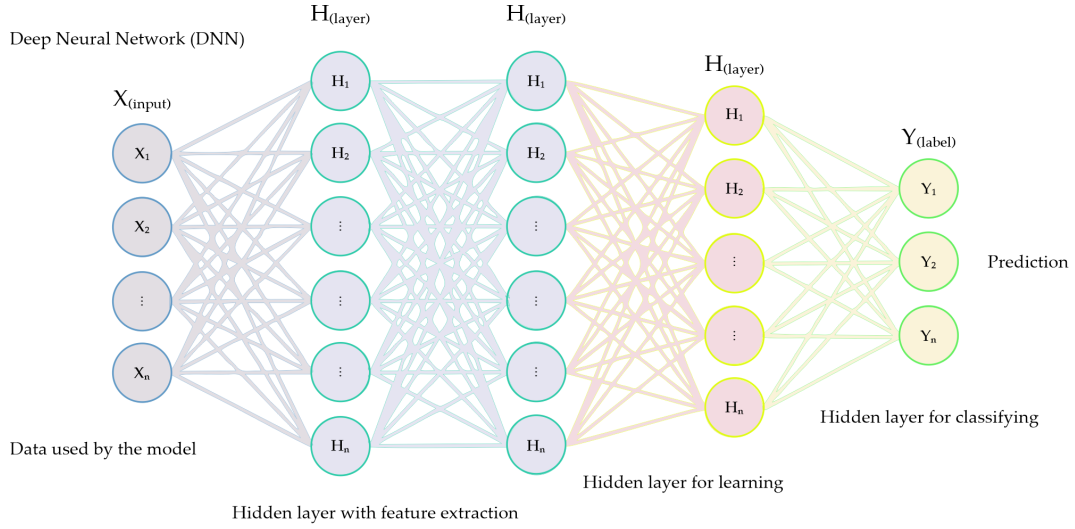 Deep Neural Network (DNN)
X(input)
X1
X2
⋮
Xn
Data used by the model
H(layer)
H1
H2
⋮
⋮
⋮
Hn
H(layer)
H1
H2
⋮
⋮
⋮
Hn
Hidden layer with feature extraction
H(layer)
H1
H2
⋮
⋮
Hn
Hidden layer for learning
Y(label)
Y1
Y2
Yn
Prediction
Hidden layer for classifying